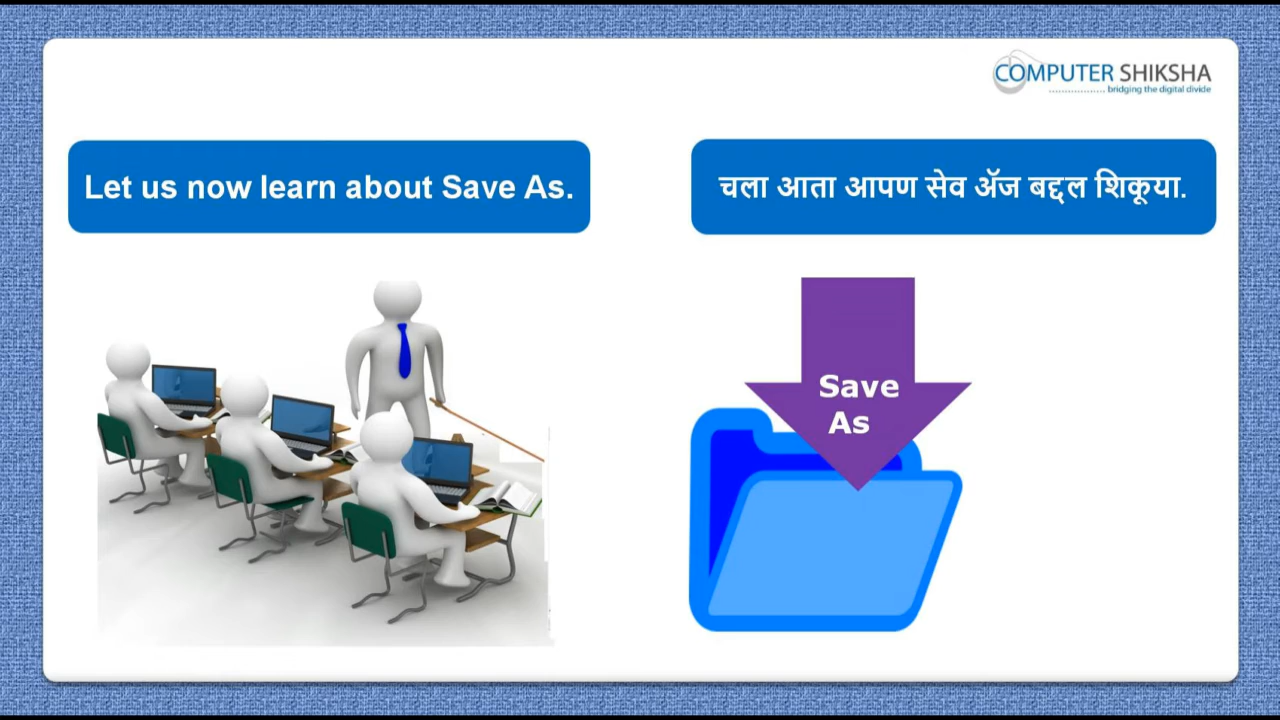 COMPUTER SHIKSHA
bridging the digital divide
Let us now learn about Save As.
चला आता आपण सेव ॲज बद्दल शिकूया.
Save
As